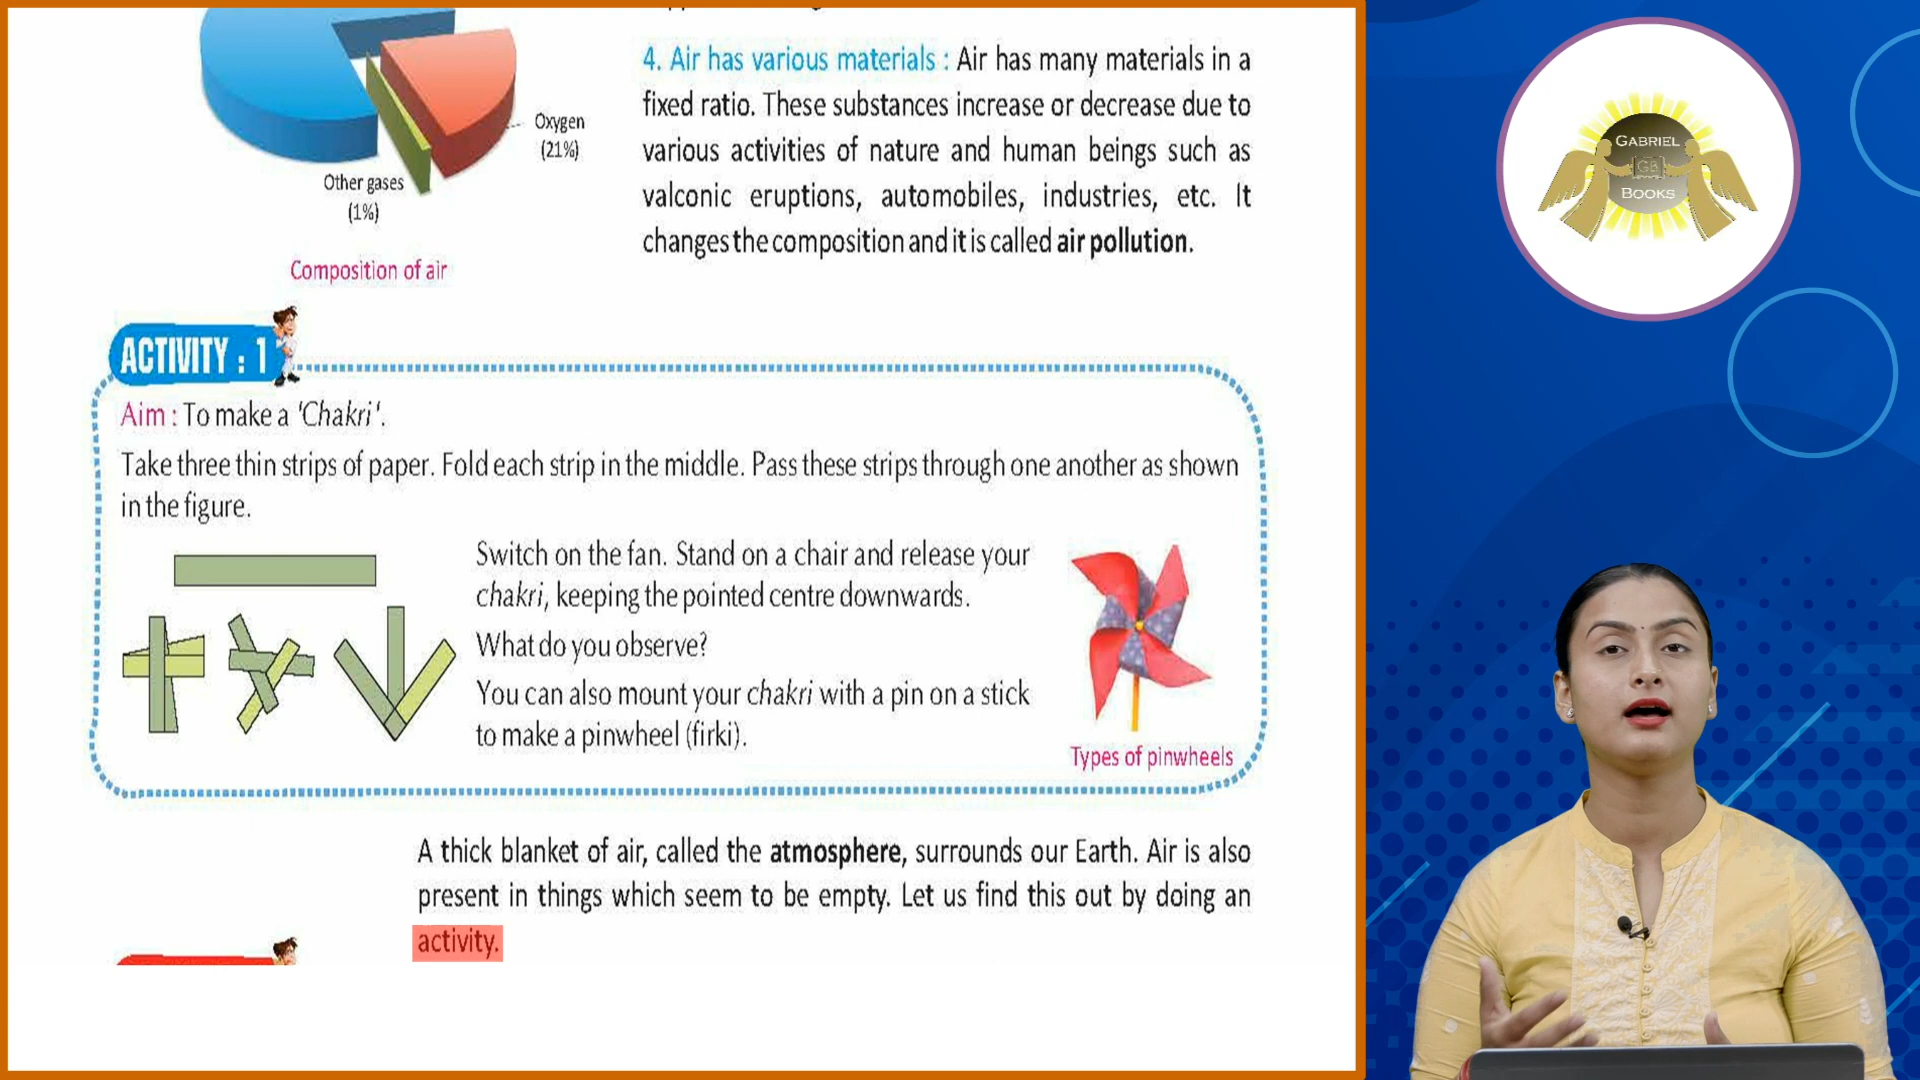 4. Air has various materials : Air has many materials in a
fixed ratio. These substances increase or decrease due to
various activities of nature and human beings such as
valconic eruptions, automobiles, industries, etc. It
changes the composition and it is called air pollution.
Oxygen
(21%)
Other gases
(1%)
Composition of air
ACTIVITY : 1
Aim : To make a 'Chakri'.
Take three thin strips of paper. Fold each strip in the middle. Pass these strips through one another as shown
in the figure.
Switch on the fan. Stand on a chair and release your
chakri, keeping the pointed centre downwards.
What do you observe?
You can also mount your chakri with a pin on a stick
to make a pinwheel (firki).
Types of pinwheels
A thick blanket of air, called the atmosphere, surrounds our Earth. Air is also
present in things which seem to be empty. Let us find this out by doing an
activity.
GABRIEL
GB
BOOKS